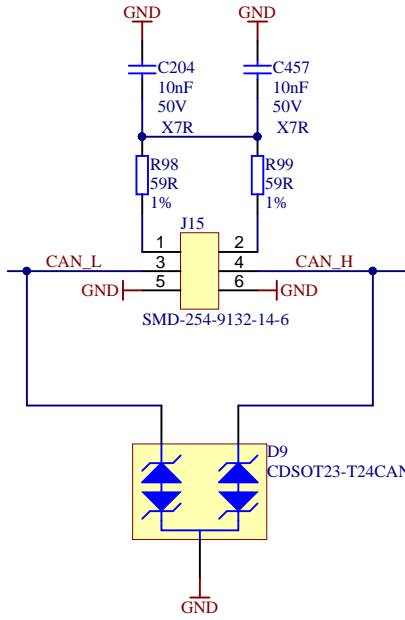 GND GND
C204 C457
10nF 10nF
50V 50V
X7R X7R
R98 R99
59R 59R
1% 1%
J15
1 2
CAN_L 3 4 CAN_H
GND 5 6 GND
SMD-254-9132-14-6
D9
CDSOT23-T24CAN
GND